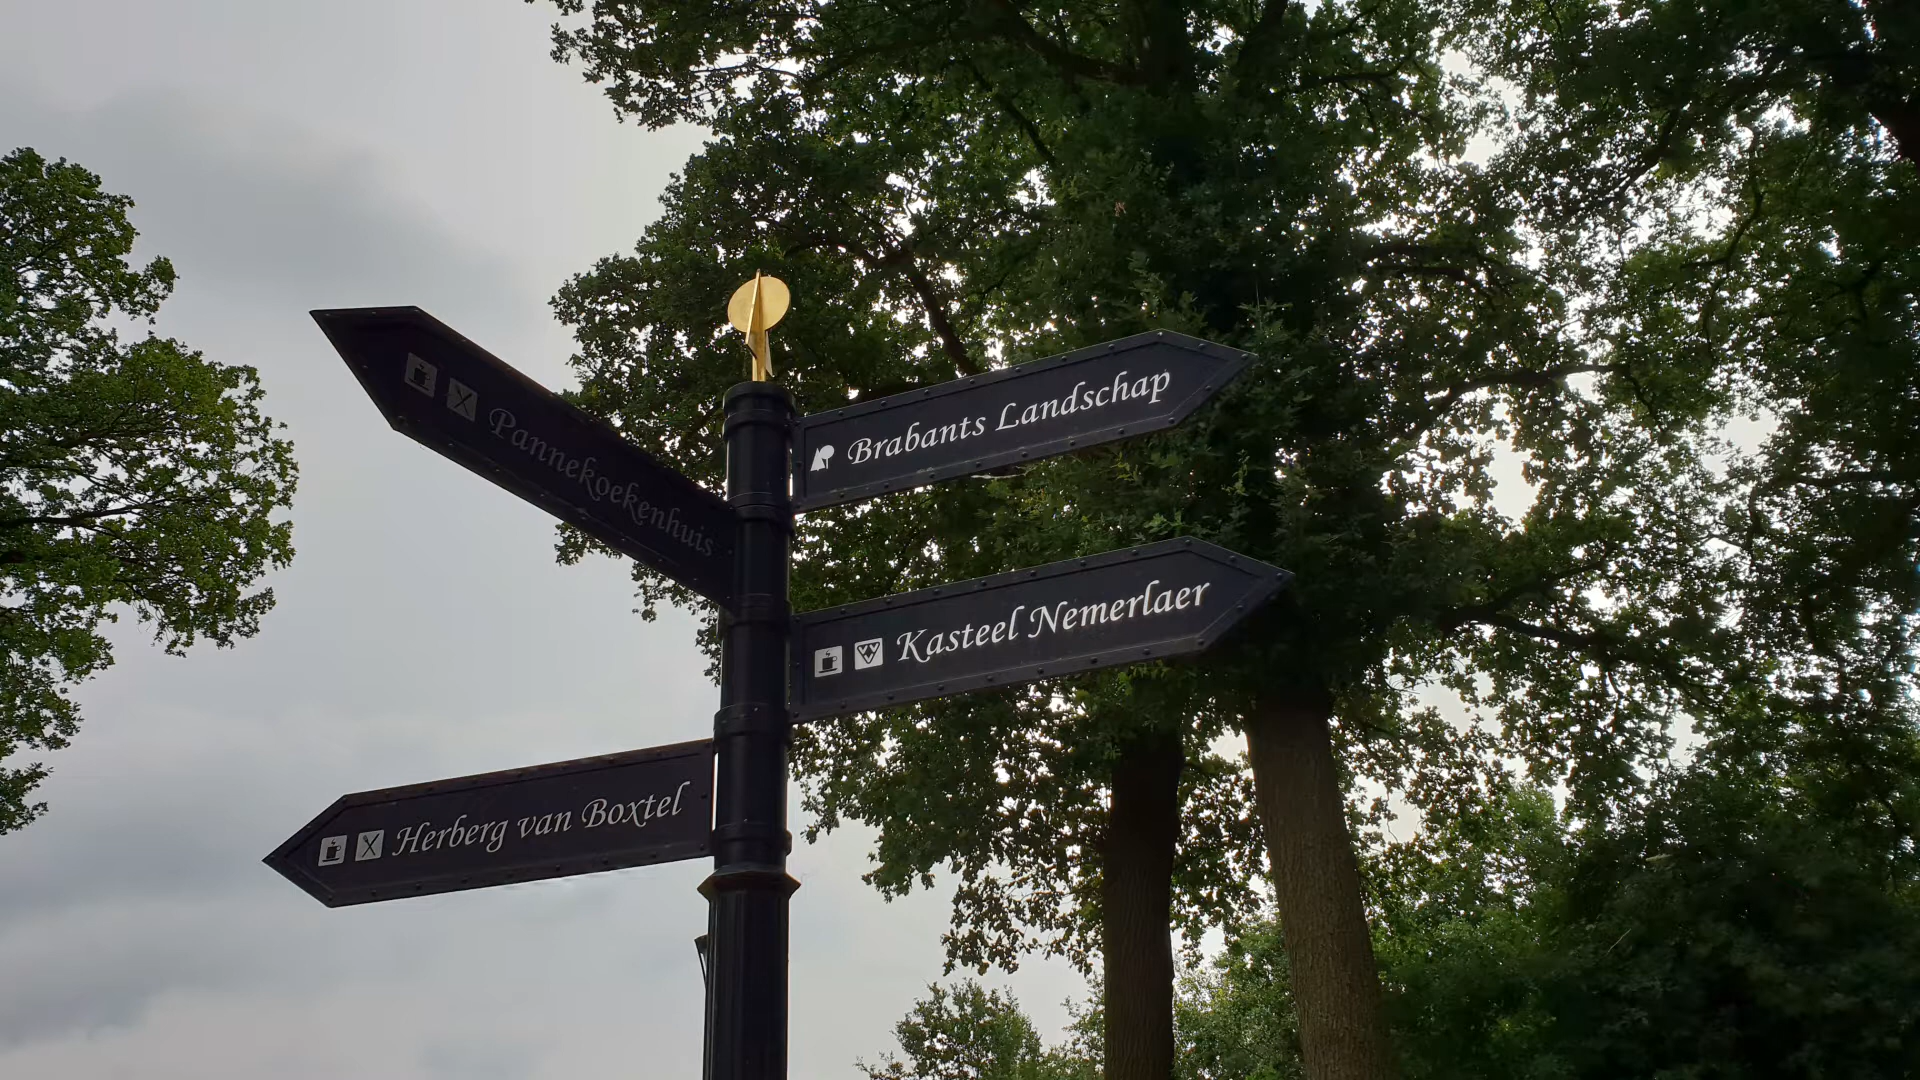 Pannekoekenhuis
Brabants Landschap
Kasteel Nemerlaer
Herberg van Boxtel